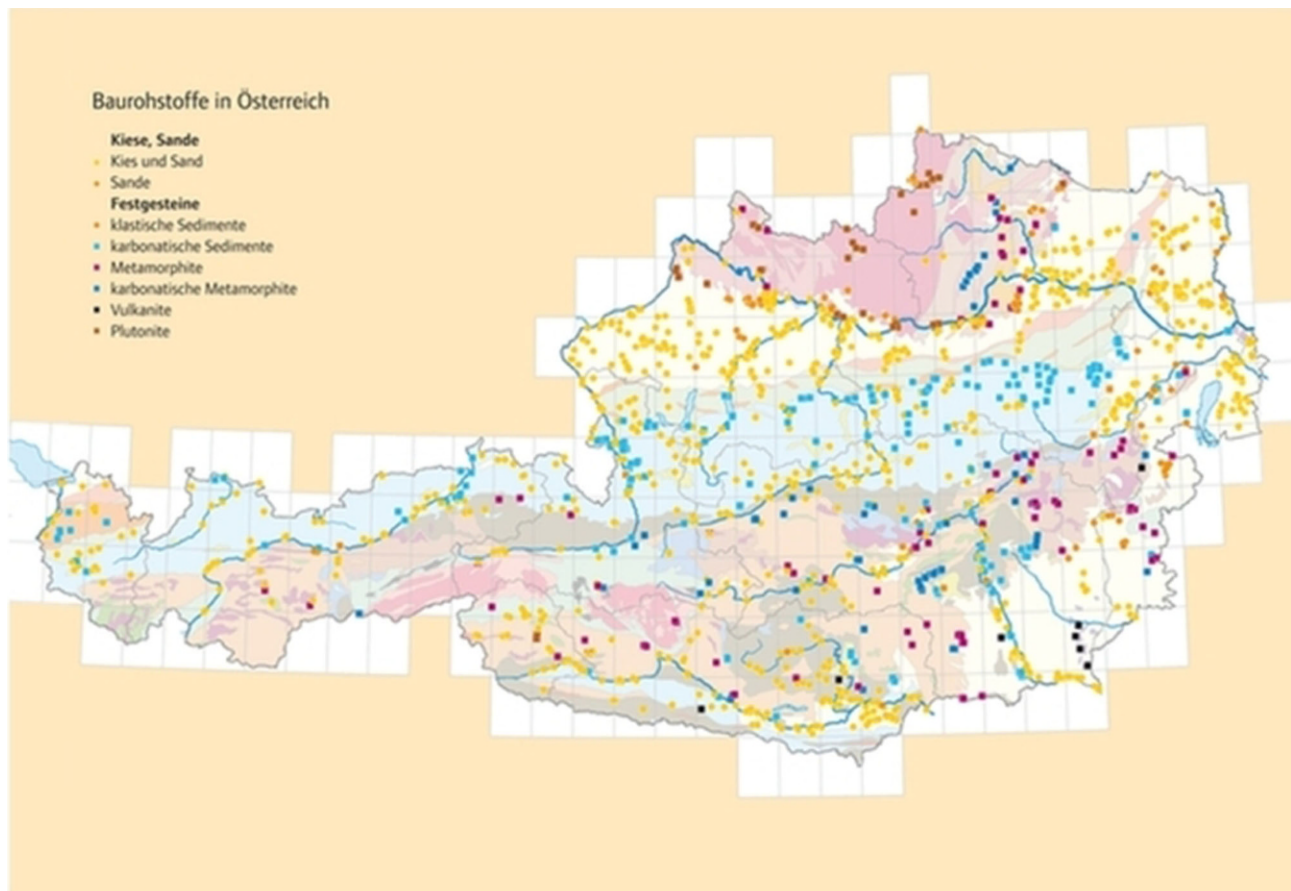 Baurohstoffe in Österreich
Kiese, Sande
Kies und Sand
Sande
Festgesteine
klastische Sedimente
karbonatische Sedimente
Metamorphite
karbonatische Metamorphite
Vulkanite
Plutonite